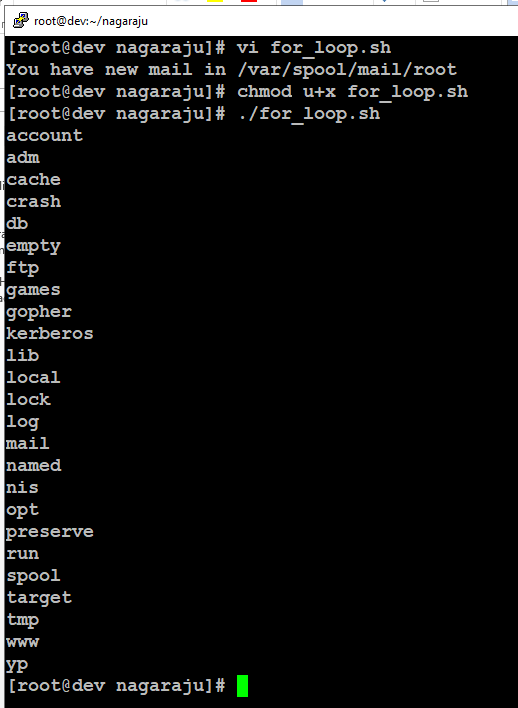 root@dev:~/nagaraju
[root@dev nagaraju]# vi for_loop.sh
You have new mail in /var/spool/mail/root
[root@dev nagaraju]# chmod u+x for_loop.sh
[root@dev nagaraju]# ./for_loop.sh
account
adm
cache
crash
db
empty
ftp
games
gopher
kerberos
lib
local
lock
log
mail
named
nis
opt
preserve
run
spool
target
tmp
www
yp
[root@dev nagaraju]#